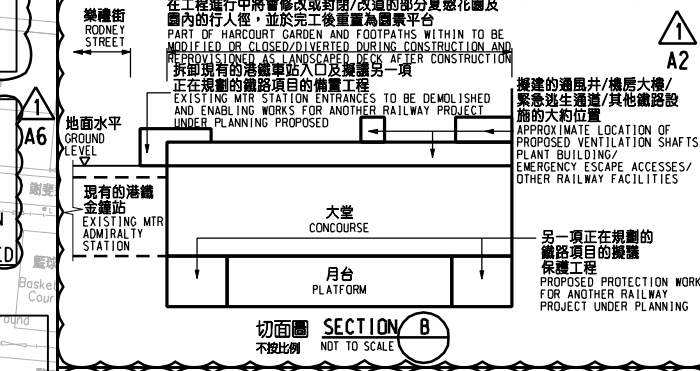 樂禮街
RODNEY
STREET
在工程進行中將會修改或封閉/改道的部分夏慤花園及
園內的行人徑，並於完工後重置為園景平台
PART OF HARCOURT GARDEN AND FOOTPATHS WITHIN TO BE
MODIFIED OR CLOSED/DIVERTED DURING CONSTRUCTION AND
REPROVISIONED AS LANDSCAPED DECK AFTER CONSTRUCTION
拆卸現有的港鐵車站入口及擬議另一項
正在規劃的鐵路項目的備置工程
EXISTING MTR STATION ENTRANCES TO BE DEMOLISHED
AND ENABLING WORKS FOR ANOTHER RAILWAY PROJECT
UNDER PLANNING PROPOSED
1
A2
擬建的通風井/機房大樓/
緊急逃生通道/其他鐵路設
施的大約位置
APPROXIMATE LOCATION OF
PROPOSED VENTILATION SHAFTS
PLANT BUILDING/
EMERGENCY ESCAPE ACCESSES/
OTHER RAILWAY FACILITIES
1
A6
地面水平
GROUND
LEVEL
現有的港鐵
金鐘站
EXISTING MTR
ADMIRALTY
STATION
大堂
CONCOURSE
月台
PLATFORM
另一項正在規劃的
鐵路項目的擬議
保護工程
PROPOSED PROTECTION WORK
FOR ANOTHER RAILWAY
PROJECT UNDER PLANNING
切面圖 SECTION B
不按比例 NOT TO SCALE
N
ED
籃球
Basket
Cour
ound